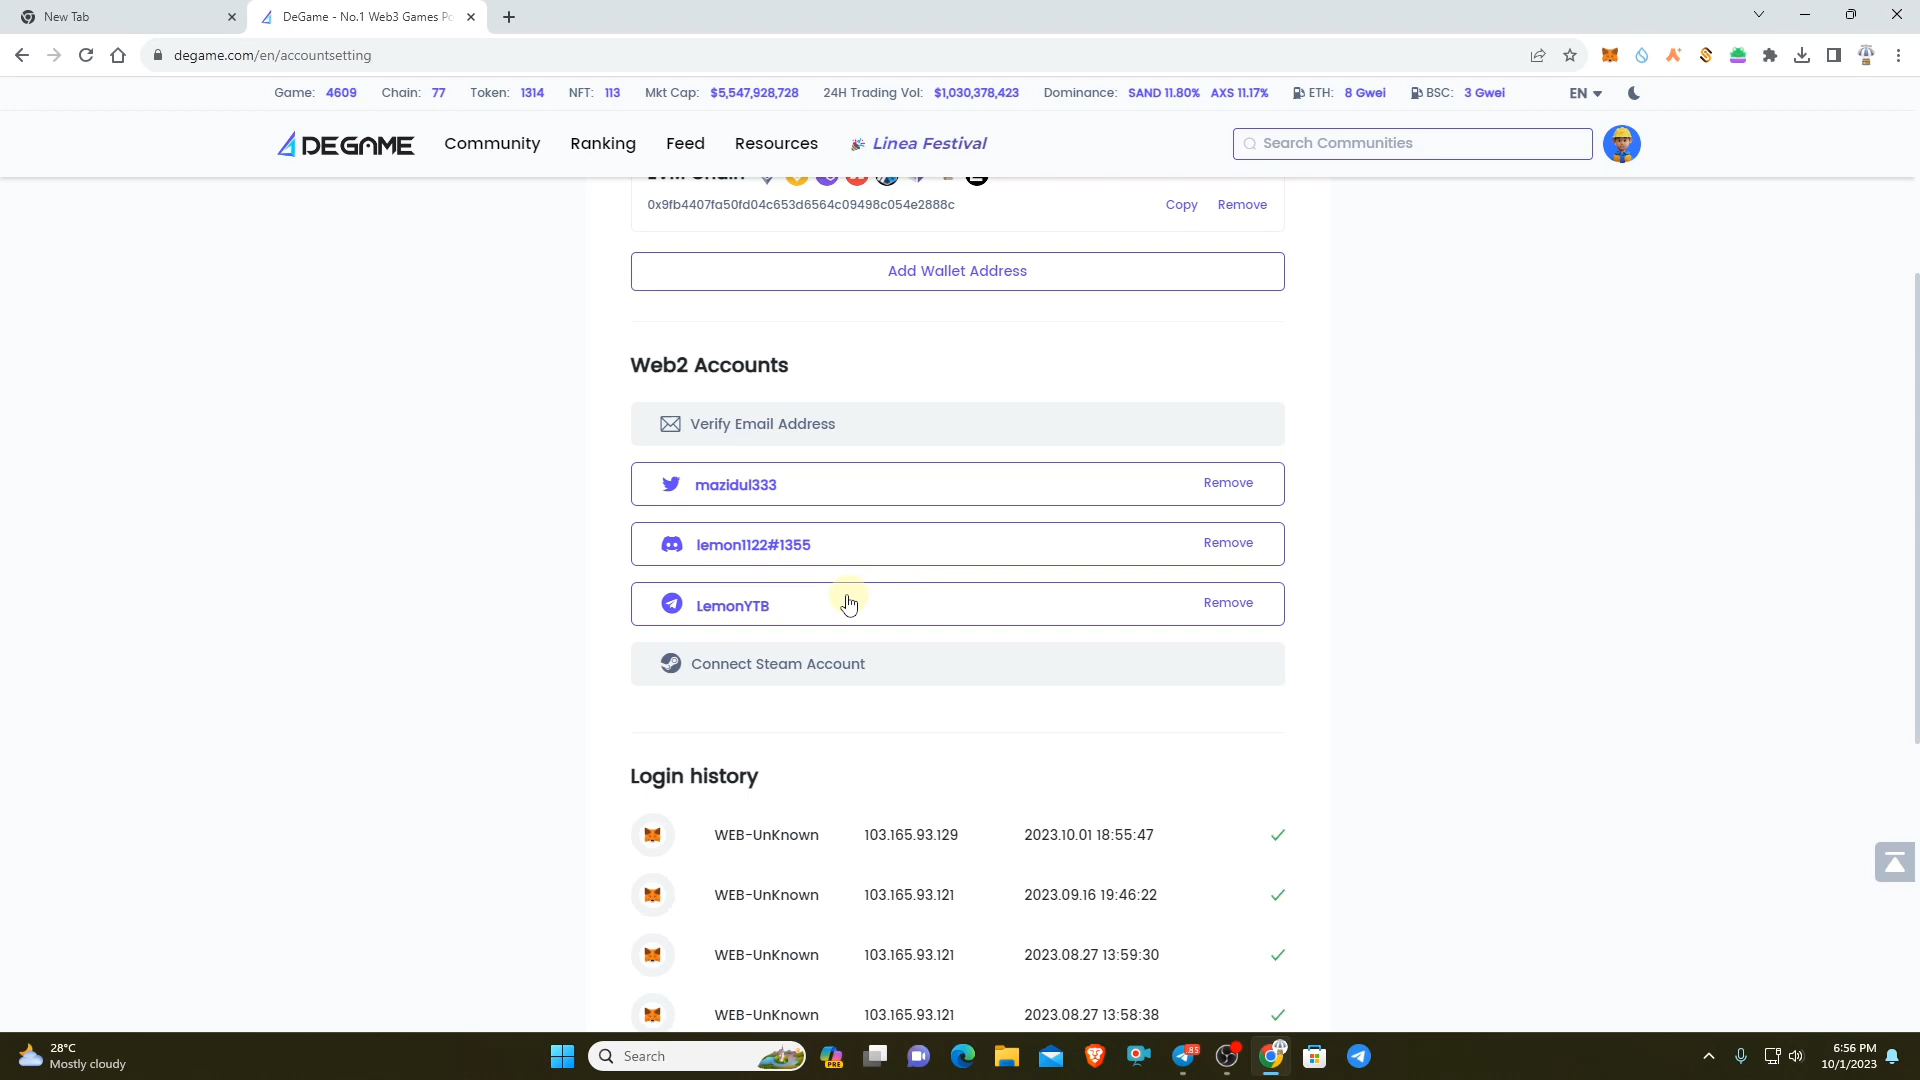 New Tab
DeGame - No.1 Web3 Games Po
degame.com/en/accountsetting
Game: 4609 Chain: 77 Token: 1314 NFT: 113 Mkt Cap: $5,547,928,728 24H Trading Vol: $1,030,378,423 Dominance: SAND 11.80% AXS 11.17% ETH: 8 Gwei BSC: 3 Gwei EN
DEGAME Community Ranking Feed Resources Linea Festival Search Communities
EVM Chain
0x9fb4407fa50fd04c653d6564c09498c054e2888c Copy Remove
Add Wallet Address
Web2 Accounts
Verify Email Address
mazidul333 Remove
lemon1122#1355 Remove
LemonYTB Remove
Connect Steam Account
Login history
WEB-UnKnown 103.165.93.129 2023.10.01 18:55:47
WEB-UnKnown 103.165.93.121 2023.09.16 19:46:22
WEB-UnKnown 103.165.93.121 2023.08.27 13:59:30
WEB-UnKnown 103.165.93.121 2023.08.27 13:58:38
28°C
Mostly cloudy
Search
PRE
85
6:56 PM
10/1/2023